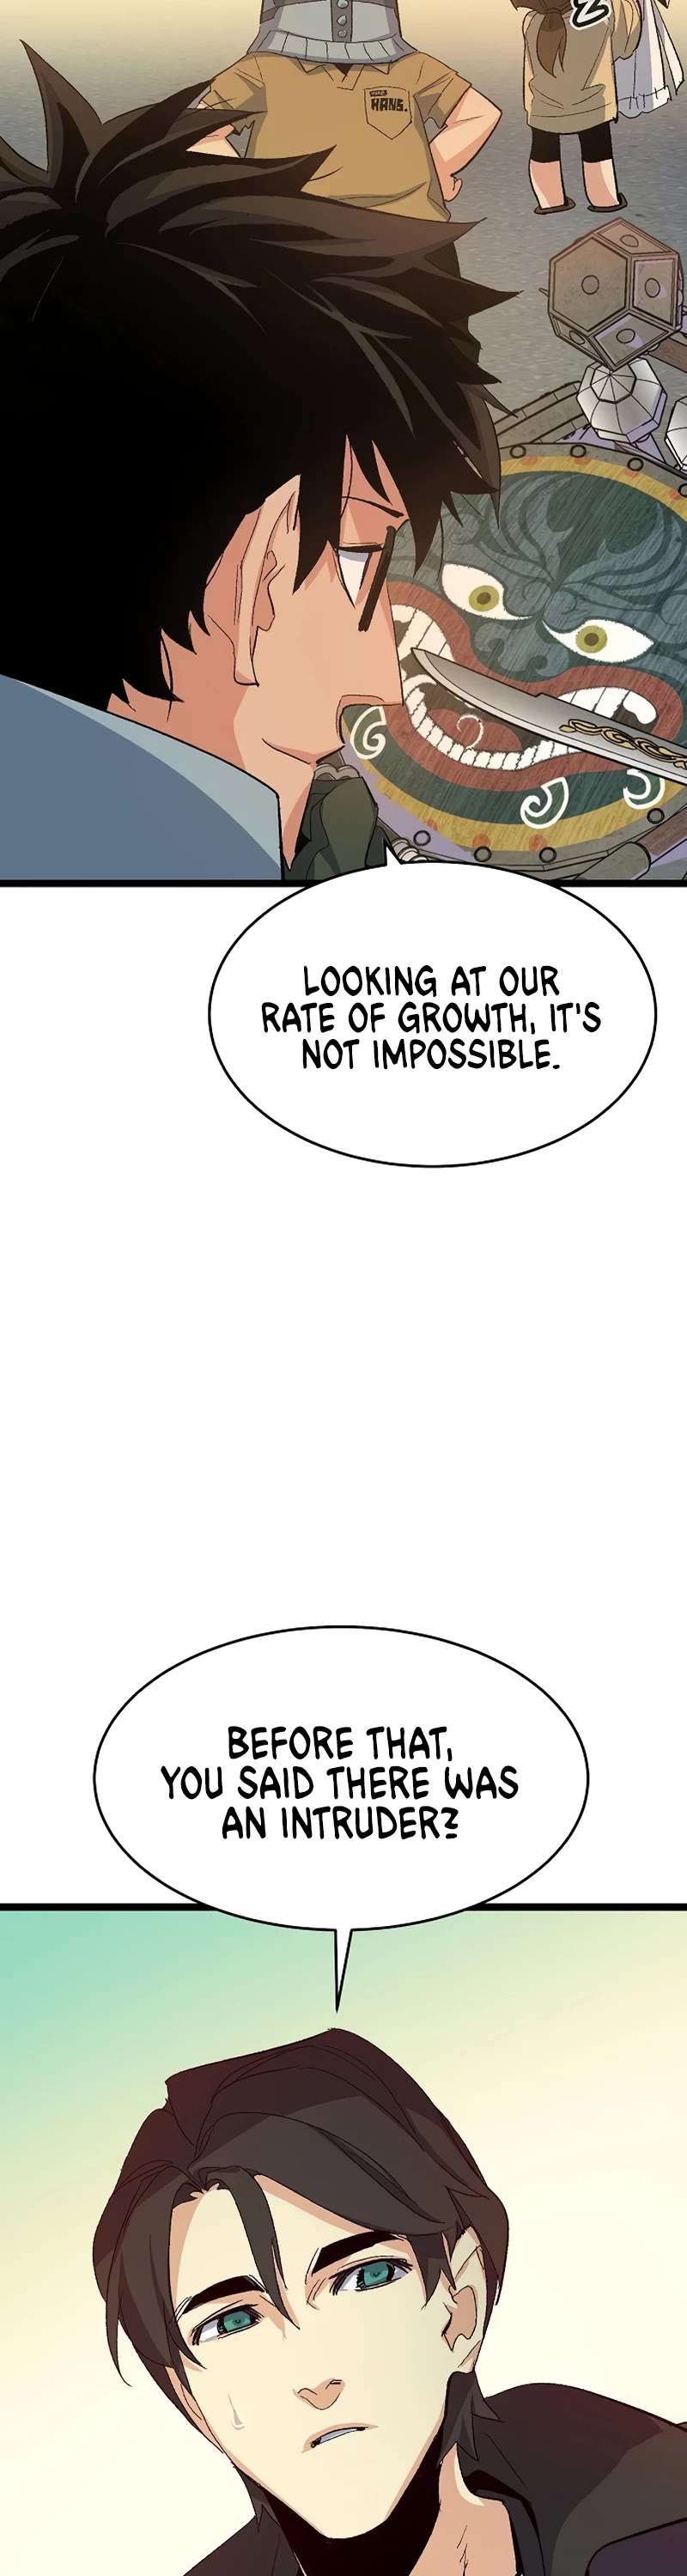 HANS.
LOOKING AT OUR
RATE OF GROWTH, IT'S
NOT IMPOSSIBLE.
BEFORE THAT,
YOU SAID THERE WAS
AN INTRUDER?